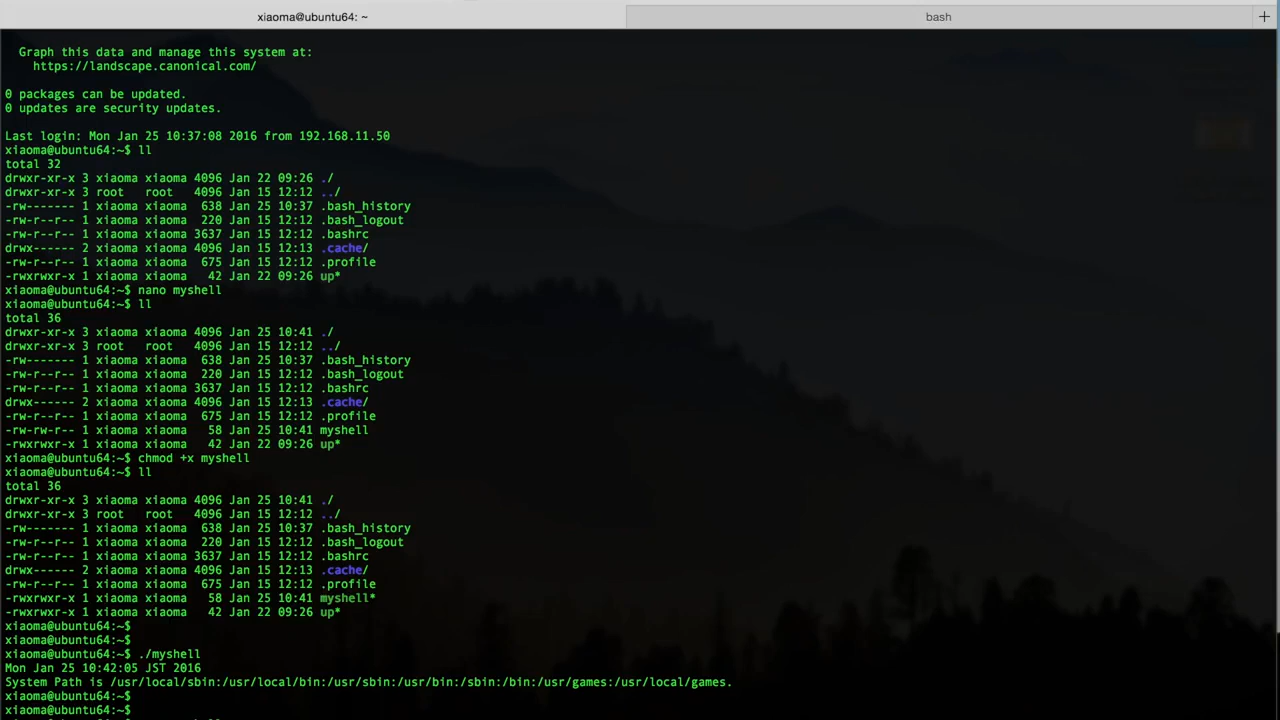 xiaoma@ubuntu64: ~
bash
+
Graph this data and manage this system at:
https://landscape.canonical.com/
0 packages can be updated.
0 updates are security updates.
Last login: Mon Jan 25 10:37:08 2016 from 192.168.11.50
xiaoma@ubuntu64:~$ ll
total 32
drwxr-xr-x 3 xiaoma xiaoma 4096 Jan 22 09:26 ./
drwxr-xr-x 3 root   root   4096 Jan 15 12:12 ../
-rw------- 1 xiaoma xiaoma  638 Jan 25 10:37 .bash_history
-rw-r--r-- 1 xiaoma xiaoma  220 Jan 15 12:12 .bash_logout
-rw-r--r-- 1 xiaoma xiaoma 3637 Jan 15 12:12 .bashrc
drwx------ 2 xiaoma xiaoma 4096 Jan 15 12:13 .cache/
-rw-r--r-- 1 xiaoma xiaoma  675 Jan 15 12:12 .profile
-rwxrwxr-x 1 xiaoma xiaoma   42 Jan 22 09:26 up*
xiaoma@ubuntu64:~$ nano myshell
xiaoma@ubuntu64:~$ ll
total 36
drwxr-xr-x 3 xiaoma xiaoma 4096 Jan 25 10:41 ./
drwxr-xr-x 3 root   root   4096 Jan 15 12:12 ../
-rw------- 1 xiaoma xiaoma  638 Jan 25 10:37 .bash_history
-rw-r--r-- 1 xiaoma xiaoma  220 Jan 15 12:12 .bash_logout
-rw-r--r-- 1 xiaoma xiaoma 3637 Jan 15 12:12 .bashrc
drwx------ 2 xiaoma xiaoma 4096 Jan 15 12:13 .cache/
-rw-r--r-- 1 xiaoma xiaoma  675 Jan 15 12:12 .profile
-rw-rw-r-- 1 xiaoma xiaoma   58 Jan 25 10:41 myshell
-rwxrwxr-x 1 xiaoma xiaoma   42 Jan 22 09:26 up*
xiaoma@ubuntu64:~$ chmod +x myshell
xiaoma@ubuntu64:~$ ll
total 36
drwxr-xr-x 3 xiaoma xiaoma 4096 Jan 25 10:41 ./
drwxr-xr-x 3 root   root   4096 Jan 15 12:12 ../
-rw------- 1 xiaoma xiaoma  638 Jan 25 10:37 .bash_history
-rw-r--r-- 1 xiaoma xiaoma  220 Jan 15 12:12 .bash_logout
-rw-r--r-- 1 xiaoma xiaoma 3637 Jan 15 12:12 .bashrc
drwx------ 2 xiaoma xiaoma 4096 Jan 15 12:13 .cache/
-rw-r--r-- 1 xiaoma xiaoma  675 Jan 15 12:12 .profile
-rwxrwxr-x 1 xiaoma xiaoma   58 Jan 25 10:41 myshell*
-rwxrwxr-x 1 xiaoma xiaoma   42 Jan 22 09:26 up*
xiaoma@ubuntu64:~$
xiaoma@ubuntu64:~$
xiaoma@ubuntu64:~$ ./myshell
Mon Jan 25 10:42:05 JST 2016
System Path is /usr/local/sbin:/usr/local/bin:/usr/sbin:/usr/bin:/sbin:/bin:/usr/games:/usr/local/games.
xiaoma@ubuntu64:~$
xiaoma@ubuntu64:~$